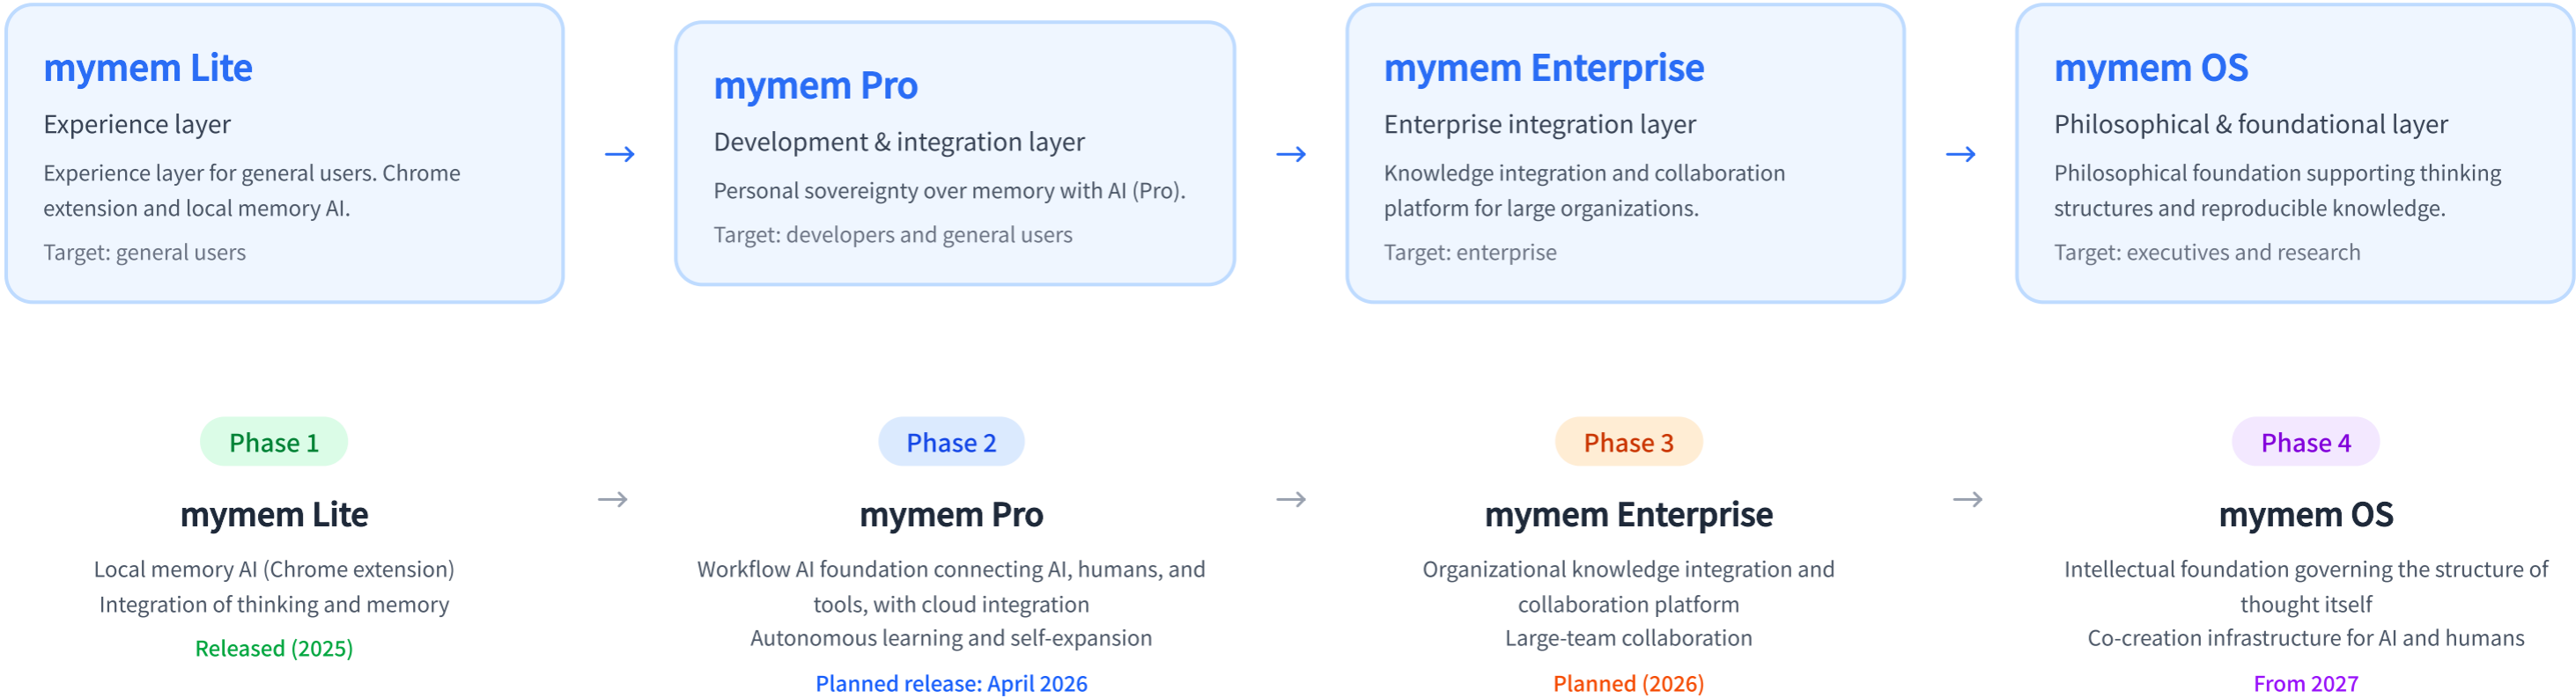 mymem Lite
Experience layer
Experience layer for general users. Chrome
extension and local memory AI.
Target: general users
→
mymem Pro
Development & integration layer
Personal sovereignty over memory with AI (Pro).
Target: developers and general users
→
mymem Enterprise
Enterprise integration layer
Knowledge integration and collaboration
platform for large organizations.
Target: enterprise
→
mymem OS
Philosophical & foundational layer
Philosophical foundation supporting thinking
structures and reproducible knowledge.
Target: executives and research
Phase 1
mymem Lite
Local memory AI (Chrome extension)
Integration of thinking and memory
Released (2025)
→
Phase 2
mymem Pro
Workflow AI foundation connecting AI, humans, and
tools, with cloud integration
Autonomous learning and self-expansion
Planned release: April 2026
→
Phase 3
mymem Enterprise
Organizational knowledge integration and
collaboration platform
Large-team collaboration
Planned (2026)
→
Phase 4
mymem OS
Intellectual foundation governing the structure of
thought itself
Co-creation infrastructure for AI and humans
From 2027